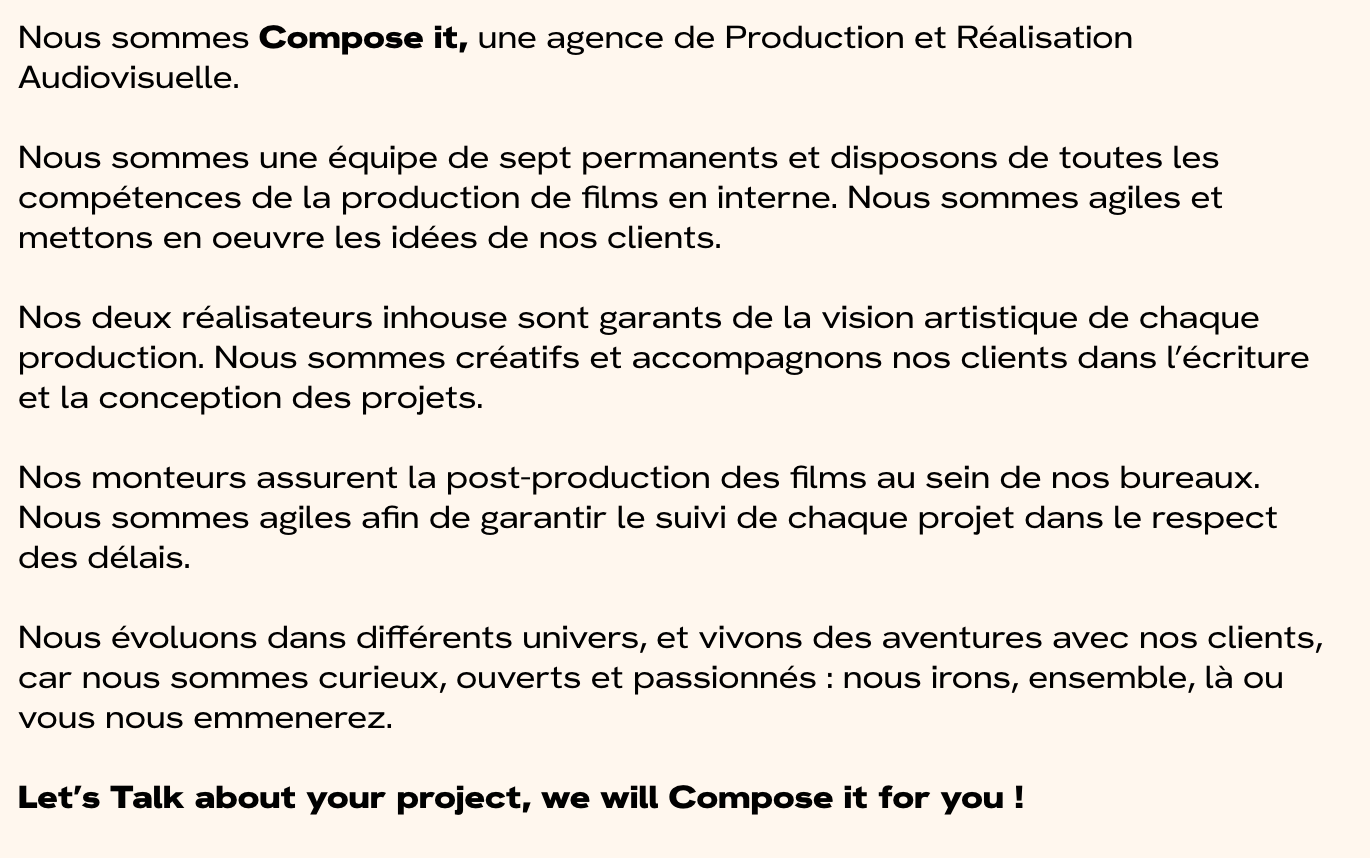 Nous sommes Compose it, une agence de Production et Réalisation
Audiovisuelle.
Nous sommes une équipe de sept permanents et disposons de toutes les
compétences de la production de films en interne. Nous sommes agiles et
mettons en oeuvre les idées de nos clients.
Nos deux réalisateurs inhouse sont garants de la vision artistique de chaque
production. Nous sommes créatifs et accompagnons nos clients dans l’écriture
et la conception des projets.
Nos monteurs assurent la post-production des films au sein de nos bureaux.
Nous sommes agiles afin de garantir le suivi de chaque projet dans le respect
des délais.
Nous évoluons dans différents univers, et vivons des aventures avec nos clients,
car nous sommes curieux, ouverts et passionnés : nous irons, ensemble, là ou
vous nous emmenerez.
Let’s Talk about your project, we will Compose it for you !